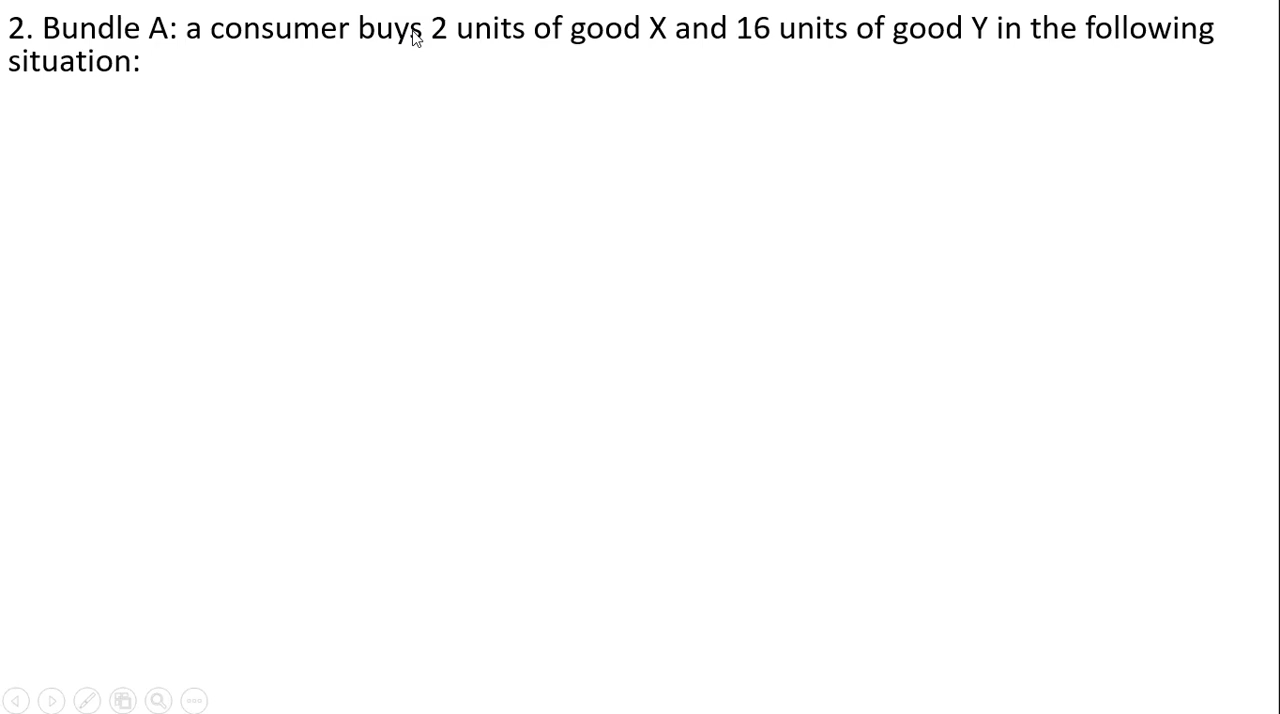 2. Bundle A: a consumer buys 2 units of good X and 16 units of good Y in the following
situation: